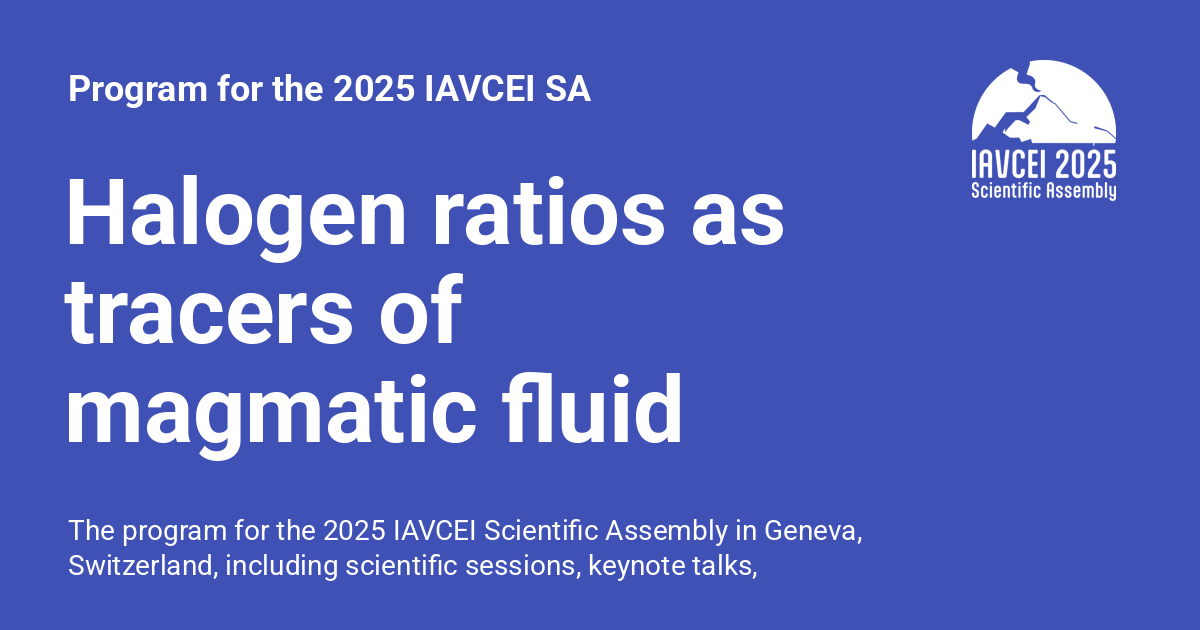 Program for the 2025 IAVCEI SA
IAVCEI 2025
Scientific Assembly
Halogen ratios as
tracers of
magmatic fluid
The program for the 2025 IAVCEI Scientific Assembly in Geneva,
Switzerland, including scientific sessions, keynote talks,